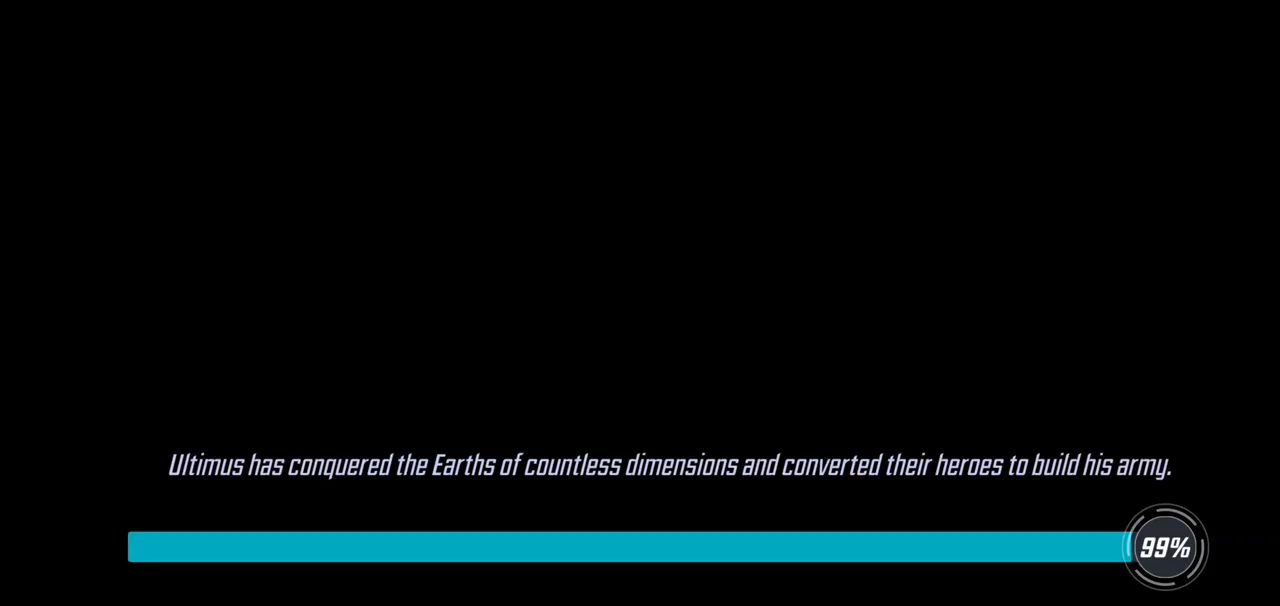 Ultimus has conquered the Earths of countless dimensions and converted their heroes to build his army.
99%